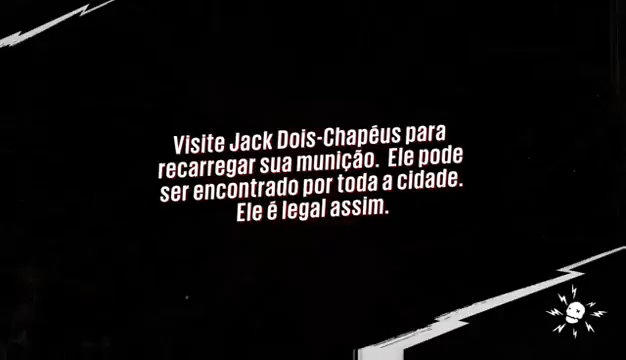 Visite Jack Dois-Chapéus para
recarregar sua munição. Ele pode
ser encontrado por toda a cidade.
Ele é legal assim.